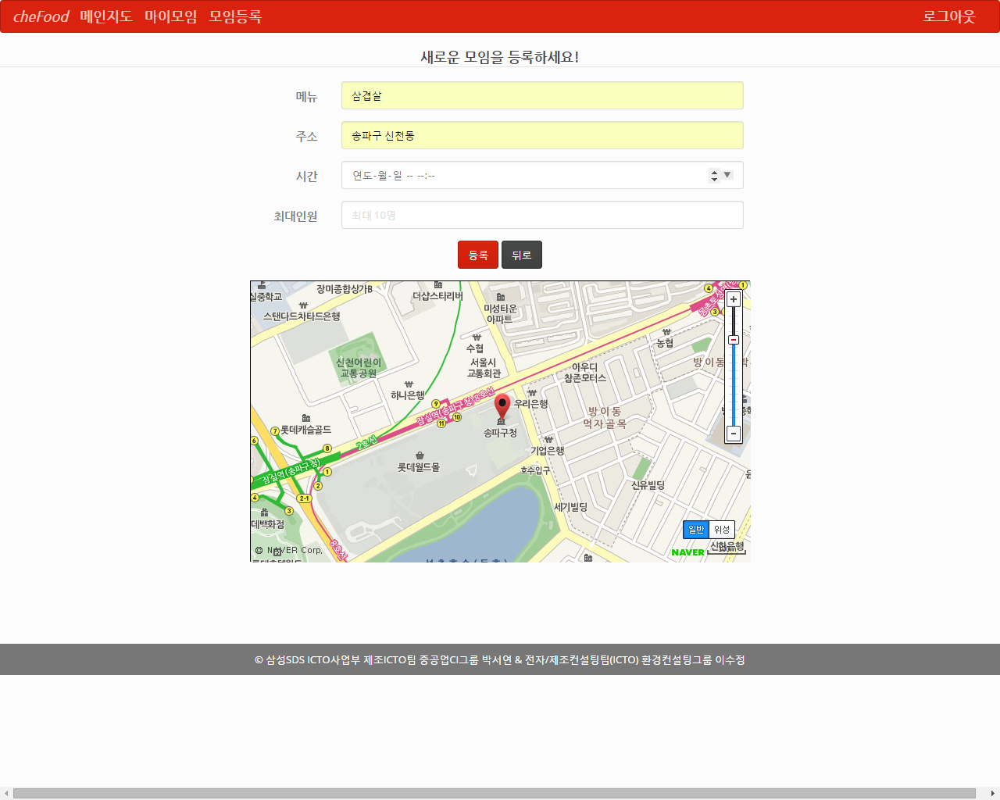 cheFood 메인지도 마이모임 모임등록 로그아웃
새로운 모임을 등록하세요!
메뉴 삼겹살
주소 송파구 신천동
시간 연도-월-일 -- --:--
최대인원 최대 10명
등록 뒤로
실중학교
장미종합상가B
더샵스타리버
스탠다드차타드은행
미성타운
아파트
수협
농협
신천어린이
교통공원
서울시
교통회관
아우디
참존모터스
방이동
하나은행
잠실역(송파구청) 8호선
우리은행
방이동
먹자골목
롯데캐슬골드
송파구청
2호선
기업은행
롯데월드몰
호수입구
잠실역(송파구청)
신유빌딩
세기빌딩
데백화점
8호선
일반 위성
© NAVER Corp.
NAVER
신한은행
100m
© 삼성SDS ICTO사업부 제조ICTO팀 중공업CI그룹 박서연 & 전자/제조컨설팅팀(ICTO) 환경컨설팅그룹 이수정